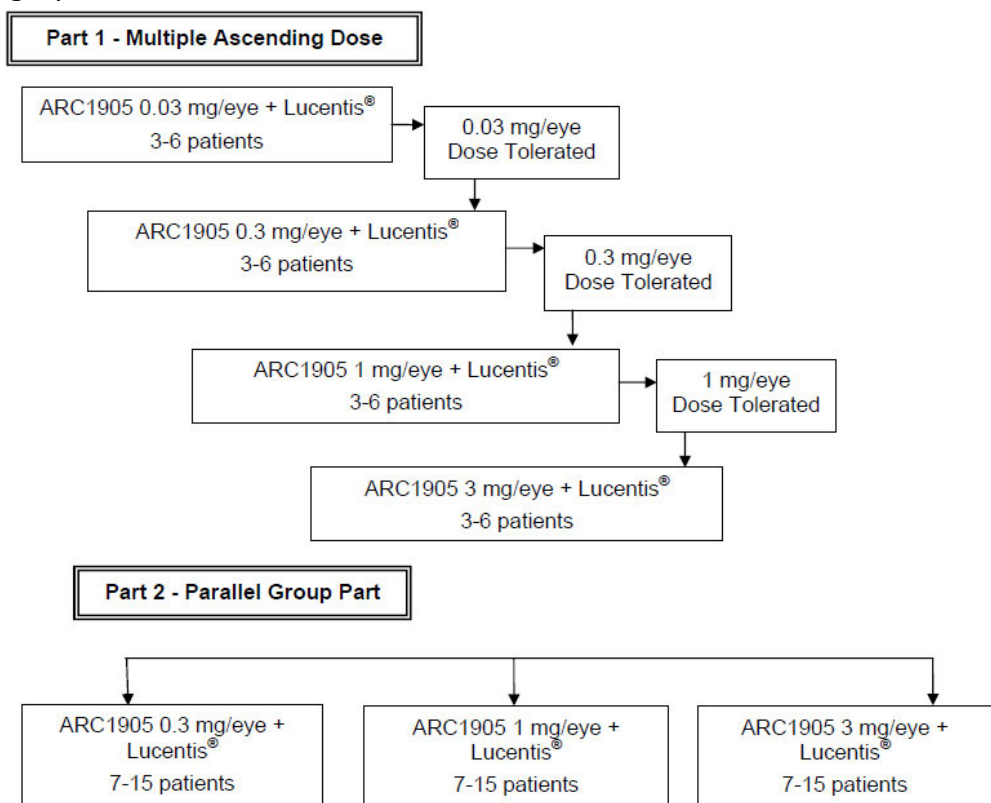 Part 1 - Multiple Ascending Dose
ARC1905 0.03 mg/eye + Lucentis®
3-6 patients
0.03 mg/eye
Dose Tolerated
ARC1905 0.3 mg/eye + Lucentis®
3-6 patients
0.3 mg/eye
Dose Tolerated
ARC1905 1 mg/eye + Lucentis®
3-6 patients
1 mg/eye
Dose Tolerated
ARC1905 3 mg/eye + Lucentis®
3-6 patients
Part 2 - Parallel Group Part
ARC1905 0.3 mg/eye +
Lucentis®
7-15 patients
ARC1905 1 mg/eye +
Lucentis®
7-15 patients
ARC1905 3 mg/eye +
Lucentis®
7-15 patients